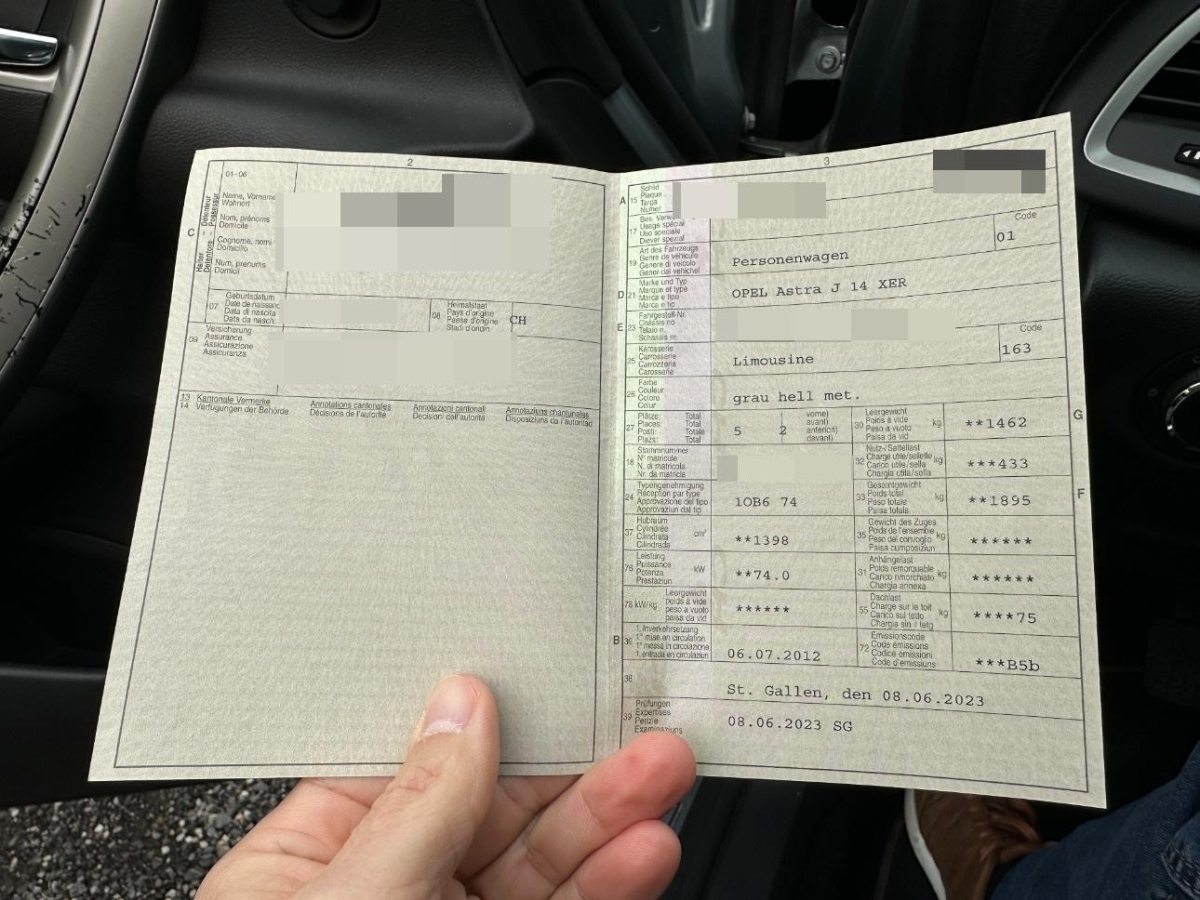 2
01-06
Halter Détenteur
Detentore Possessur
C
Name, Vorname
Wohnort
Nom, prénoms
Domicile
Cognome, nomi
Domicilio
Num, prenums
Domicil
07
Geburtsdatum
Date de naissanc
Data di nascita
Data da nasch.
08
Heimatstaat
Pays d'origine
Paese d'origine
Stadi d'origin
CH
09
Versicherung
Assurance
Assicurazione
Assicuranza
13 Kantonale Vermerke
14 Verfügungen der Behörde
Annotations cantonales
Décisions de l'autorité
Annotazioni cantonali
Decisioni dell'autorità
Annotaziuns chantunalas
Disposiziuns da l'autoritad
3
A
15
Schild
Plaque
Targa
Numer
17
Bes. Verw
Usage spécial
Uso speciale
Diever spezial
Code
01
19
Art des Fahrzeugs
Genre de véhicule
Genere di veicolo
Gener dal vehichel
Personenwagen
D
21
Marke und Typ
Marque et type
Marca e tipo
Marca e tip
OPEL Astra J 14 XER
E
23
Fahrgestell-Nr.
Châssis no
Telaio n.
Schassis nr.
25
Karosserie
Carrosserie
Carrozzeria
Carossaria
Limousine
Code
163
26
Farbe
Couleur
Colore
Colur
grau hell met.
27
Plätze: Total
Places: Total
Posti: Totale
Plazs: Total
5
2
vorne)
avant)
anteriori)
davant)
30
Leergewicht
Poids à vide
Peso a vuoto
Paisa da vid
kg
**1462
G
18
Stammnummer
N° matricule
N. di matricola
Nr. da matricla
32
Nutz-/Sattellast
Charge utile/sellette
Carico utile/sella
Chargia utila/sella
kg
***433
24
Typengenehmigung
Réception par type
Approvazione del tipo
Approvaziun dal tip
1OB6 74
33
Gesamtgewicht
Poids total
Peso totale
Paisa totala
kg
**1895
F
37
Hubraum
Cylindrée
Cilindrata
Cilindrada
cm³
**1398
35
Gewicht des Zuges
Poids de l'ensemble
Peso del convoglio
Paisa cumposiziun
kg
******
76
Leistung
Puissance
Potenza
Prestaziun
kW
**74.0
31
Anhängelast
Poids remorquable
Carico rimorchiato
Chargia annexa
kg
******
78 kW/kg
Leergewicht
poids à vide
peso a vuoto
paisa da vid
******
55
Dachlast
Charge sur le toit
Carico sul tetto
Chargia sin il tetg
kg
****75
B
36
1. Inverkehrsetzung
1re mise en circulation
1a messa in circolazione
1. entrada en circulaziun
06.07.2012
72
Emissionscode
Code émissions
Codice emissioni
Code d'emissiuns
***B5b
38
St. Gallen, den 08.06.2023
39
Prüfungen
Expertises
Perizie
Examinaziuns
08.06.2023 SG